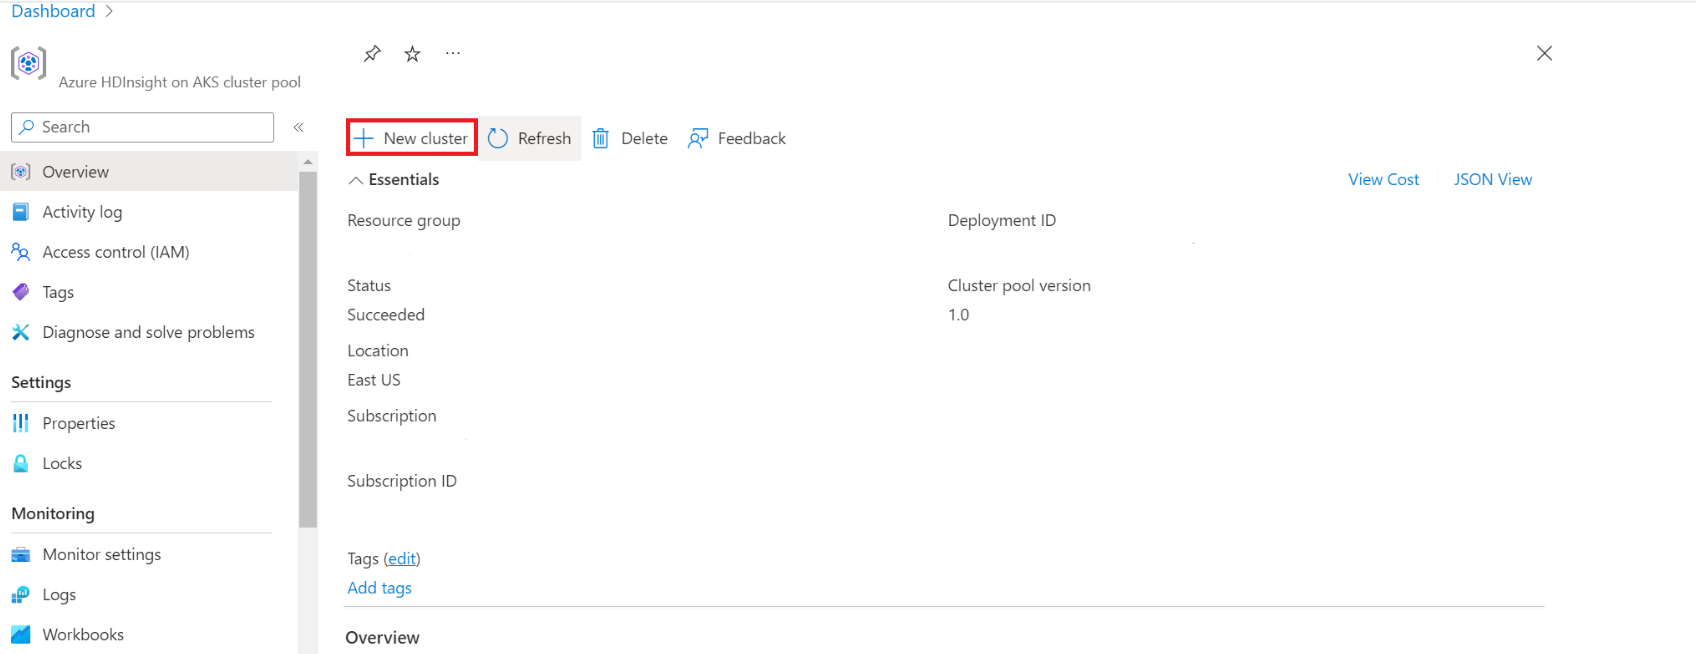 Dashboard
Azure HDInsight on AKS cluster pool
Search
Overview
Activity log
Access control (IAM)
Tags
Diagnose and solve problems
Settings
Properties
Locks
Monitoring
Monitor settings
Logs
Workbooks
New cluster Refresh Delete Feedback
Essentials View Cost JSON View
Resource group
Deployment ID
Status
Succeeded
Cluster pool version
1.0
Location
East US
Subscription
Subscription ID
Tags (edit)
Add tags
Overview